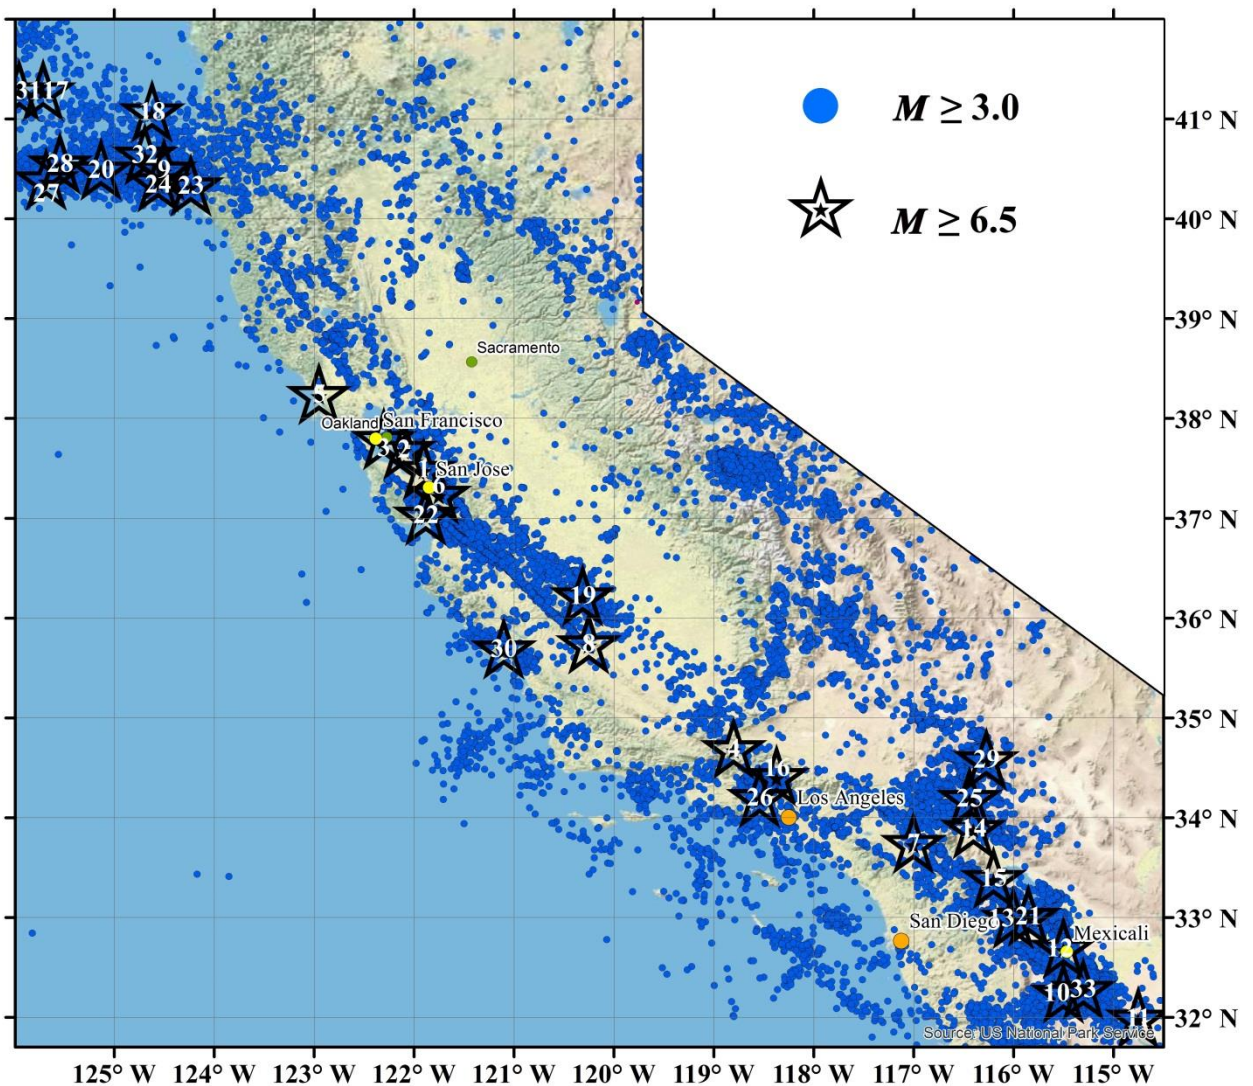 M ≥ 3.0
M ≥ 6.5
41° N
40° N
39° N
38° N
37° N
36° N
35° N
34° N
33° N
32° N
31
17
18
32
28
20
9
27
24
23
Sacramento
5
Oakland
San Francisco
3
2
1
San Jose
6
22
19
30
8
4
16
26
Los Angeles
29
25
14
7
15
13
21
San Diego
12
Mexicali
10
33
11
Source: US National Park Service
125° W
124° W
123° W
122° W
121° W
120° W
119° W
118° W
117° W
116° W
115° W